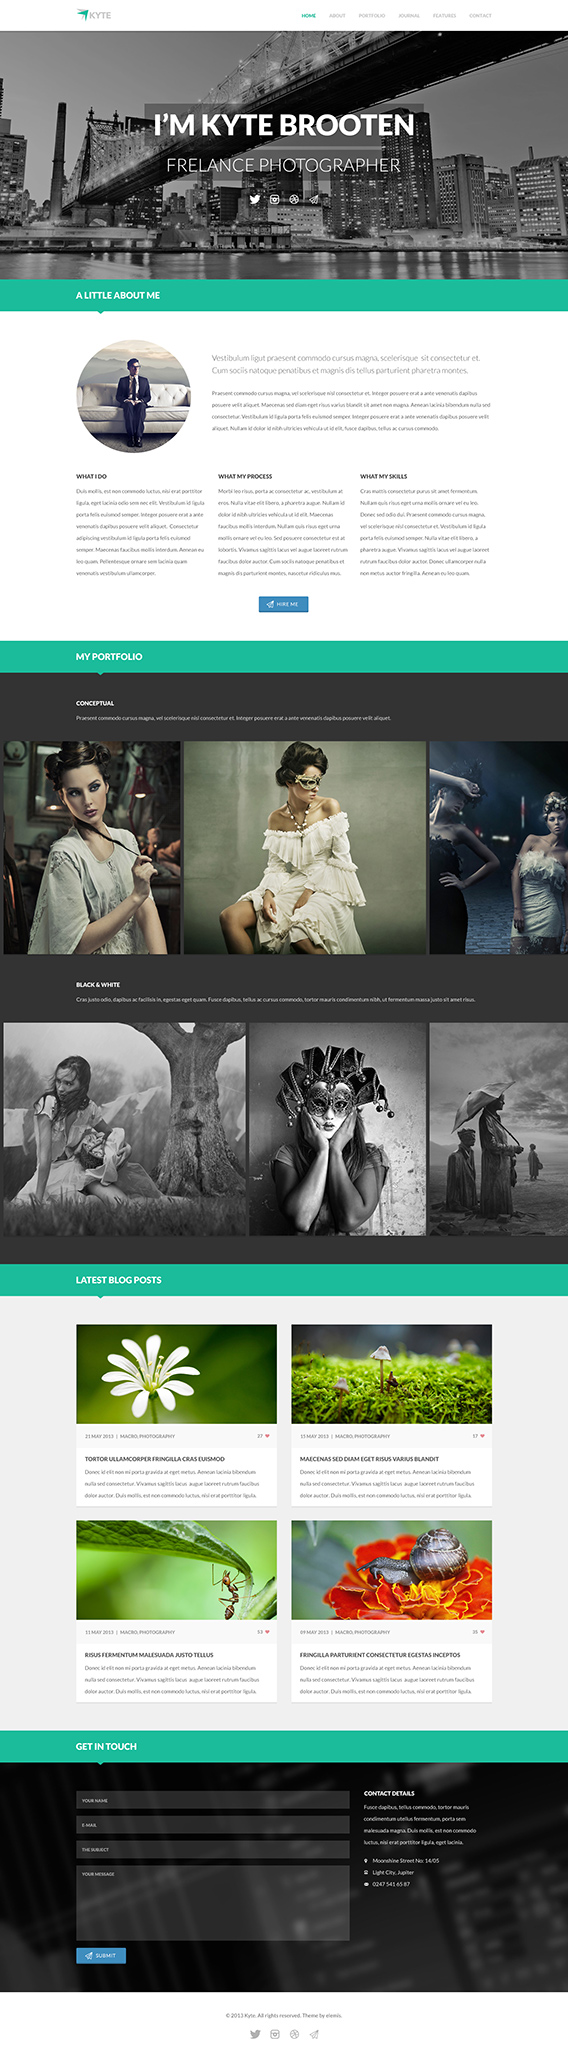 KYTE
HOME ABOUT PORTFOLIO JOURNAL FEATURES CONTACT
I'M KYTE BROOTEN
FRELANCE PHOTOGRAPHER
A LITTLE ABOUT ME
Vestibulum ligut praesent commodo cursus magna, scelerisque sit consectetur et.
Cum sociis natoque penatibus et magnis dis tellus parturient pharetra montes.
Praesent commodo cursus magna, vel scelerisque nisl consectetur et. Integer posuere erat a ante venenatis dapibus
posuere velit aliquet. Maecenas sed diam eget risus varius blandit sit amet non magna. Aenean lacinia bibendum nulla sed
consectetur. Vestibulum id ligula porta felis euismod semper. Integer posuere erat a ante venenatis dapibus posuere velit
aliquet. Nullam id dolor id nibh ultricies vehicula ut id elit, fusce dapibus, tellus ac cursus commodo.
WHAT I DO
Duis mollis, est non commodo luctus, nisi erat porttitor
ligula, eget lacinia odio sem nec elit. Vestibulum id ligula
porta felis euismod semper. Integer posuere erat a ante
venenatis dapibus posuere velit aliquet. Consectetur
adipiscing vestibulum id ligula porta felis euismod
semper. Maecenas faucibus mollis interdum. Aenean eu
leo quam. Pellentesque ornare sem lacinia quam
venenatis vestibulum ullamcorper.
WHAT MY PROCESS
Morbi leo risus, porta ac consectetur ac, vestibulum at
eros. Nulla vitae elit libero, a pharetra augue. Nullam id
dolor id nibh ultricies vehicula ut id elit. Maecenas
faucibus mollis interdum. Nullam quis risus eget urna
mollis ornare vel eu leo. Sed posuere consectetur est at
lobortis. Vivamus sagittis lacus vel augue laoreet rutrum
faucibus dolor auctor. Cum sociis natoque penatibus et
magnis dis parturient montes, nascetur ridiculus mus.
WHAT MY SKILLS
Cras mattis consectetur purus sit amet fermentum.
Nullam quis risus eget urna mollis ornare vel eu leo.
Donec sed odio dui. Praesent commodo cursus magna,
vel scelerisque nisl consectetur et. Vestibulum id ligula
porta felis euismod semper. Nulla vitae elit libero, a
pharetra augue. Vivamus sagittis lacus vel augue laoreet
rutrum faucibus dolor auctor. Donec ullamcorper nulla
non metus auctor fringilla. Aenean eu leo quam.
HIRE ME
MY PORTFOLIO
CONCEPTUAL
Praesent commodo cursus magna, vel scelerisque nisl consectetur et. Integer posuere erat a ante venenatis dapibus posuere velit aliquet.
BLACK & WHITE
Cras justo odio, dapibus ac facilisis in, egestas eget quam. Fusce dapibus, tellus ac cursus commodo, tortor mauris condimentum nibh, ut fermentum massa justo sit amet risus.
LATEST BLOG POSTS
21 MAY 2013 | MACRO, PHOTOGRAPHY 27
TORTOR ULLAMCORPER FRINGILLA CRAS EUISMOD
Donec id elit non mi porta gravida at eget metus. Aenean lacinia bibendum
nulla sed consectetur. Vivamus sagittis lacus augue laoreet rutrum faucibus
dolor auctor. Duis mollis, est non commodo luctus, nisi erat porttitor ligula.
15 MAY 2013 | MACRO, PHOTOGRAPHY 17
MAECENAS SED DIAM EGET RISUS VARIUS BLANDIT
Donec id elit non mi porta gravida at eget metus. Aenean lacinia bibendum
nulla sed consectetur. Vivamus sagittis lacus augue laoreet rutrum faucibus
dolor auctor. Duis mollis, est non commodo luctus, nisi erat porttitor ligula.
11 MAY 2013 | MACRO, PHOTOGRAPHY 53
RISUS FERMENTUM MALESUADA JUSTO TELLUS
Donec id elit non mi porta gravida at eget metus. Aenean lacinia bibendum
nulla sed consectetur. Vivamus sagittis lacus augue laoreet rutrum faucibus
dolor auctor. Duis mollis, est non commodo luctus, nisi erat porttitor ligula.
09 MAY 2013 | MACRO, PHOTOGRAPHY 35
FRINGILLA PARTURIENT CONSECTETUR EGESTAS INCEPTOS
Donec id elit non mi porta gravida at eget metus. Aenean lacinia bibendum
nulla sed consectetur. Vivamus sagittis lacus augue laoreet rutrum faucibus
dolor auctor. Duis mollis, est non commodo luctus, nisi erat porttitor ligula.
GET IN TOUCH
YOUR NAME
E-MAIL
THE SUBJECT
YOUR MESSAGE
SUBMIT
CONTACT DETAILS
Fusce dapibus, tellus commodo, tortor mauris
condimentum utellus fermentum, porta sem
malesuada magna. Duis mollis, est non commodo
luctus, nisi erat porttitor ligula, eget lacinia.
Moonshine Street No: 14/05
Light City, Jupiter
0247 541 65 87
© 2013 Kyte. All rights reserved. Theme by elemis.